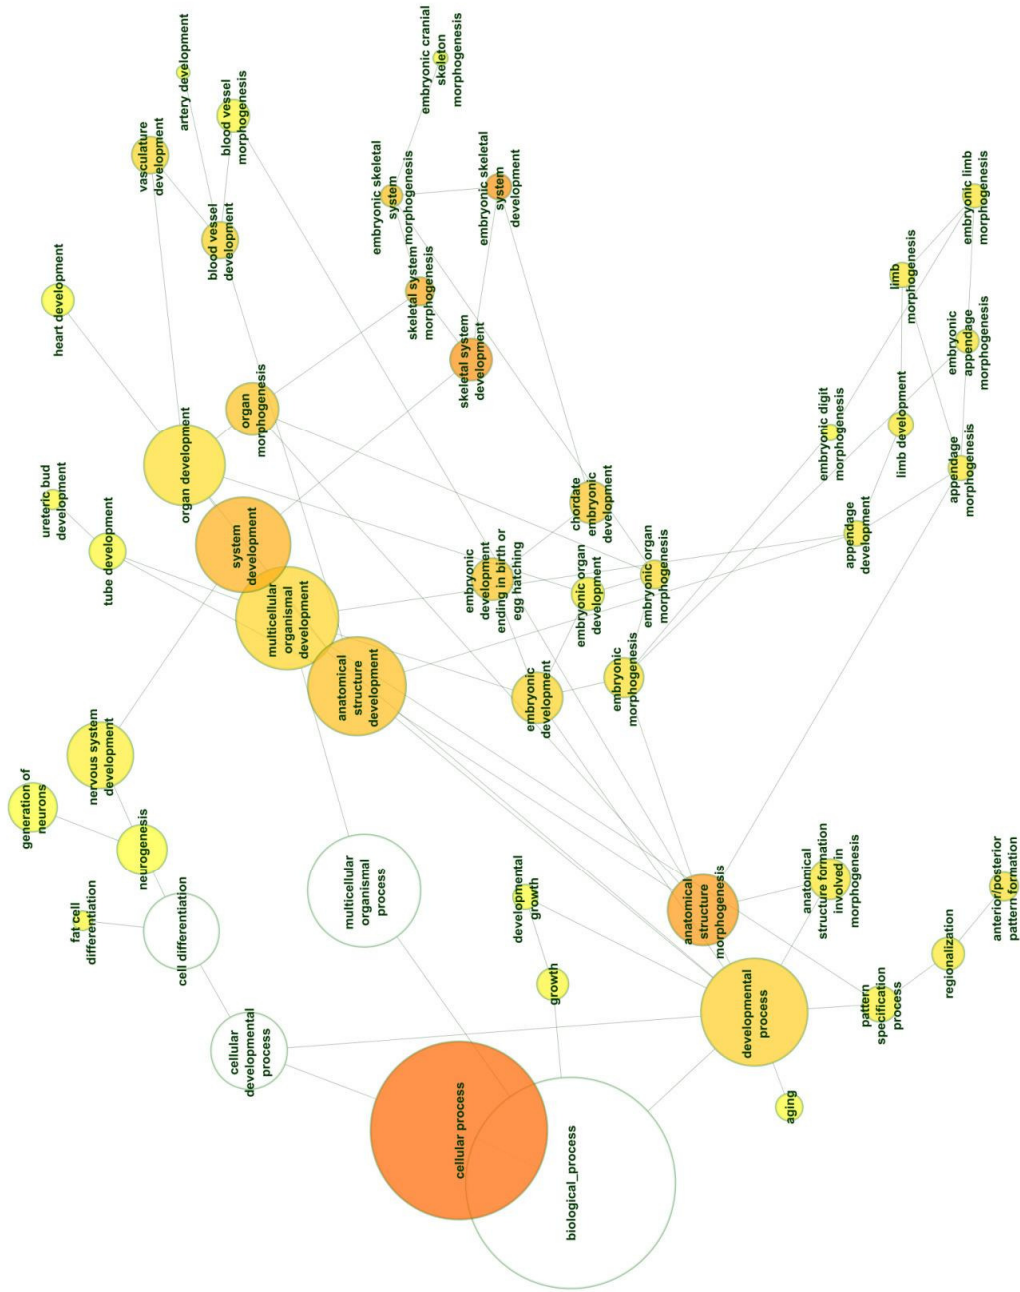 generation of
neurons
ureteric bud
development
heart development
fat cell
differentiation
nervous system
development
tube development
neurogenesis
vasculature
development
artery development
cell differentiation
organ development
blood vessel
development
blood vessel
morphogenesis
cellular
developmental
process
system
development
organ
morphogenesis
multicellular
organismal
development
multicellular
organismal
process
anatomical
structure
development
embryonic skeletal
system
morphogenesis
skeletal system
morphogenesis
embryonic cranial
skeleton
morphogenesis
cellular process
skeletal system
development
embryonic
development
ending in birth or
egg hatching
embryonic skeletal
system
development
developmental
growth
embryonic
development
growth
biological_process
chordate
embryonic
development
embryonic organ
development
embryonic
morphogenesis
embryonic organ
morphogenesis
anatomical
structure
morphogenesis
developmental
process
aging
anatomical
structure formation
involved in
morphogenesis
embryonic digit
morphogenesis
appendage
development
pattern
specification
process
limb development
limb
morphogenesis
regionalization
appendage
morphogenesis
embryonic
appendage
morphogenesis
embryonic limb
morphogenesis
anterior/posterior
pattern formation